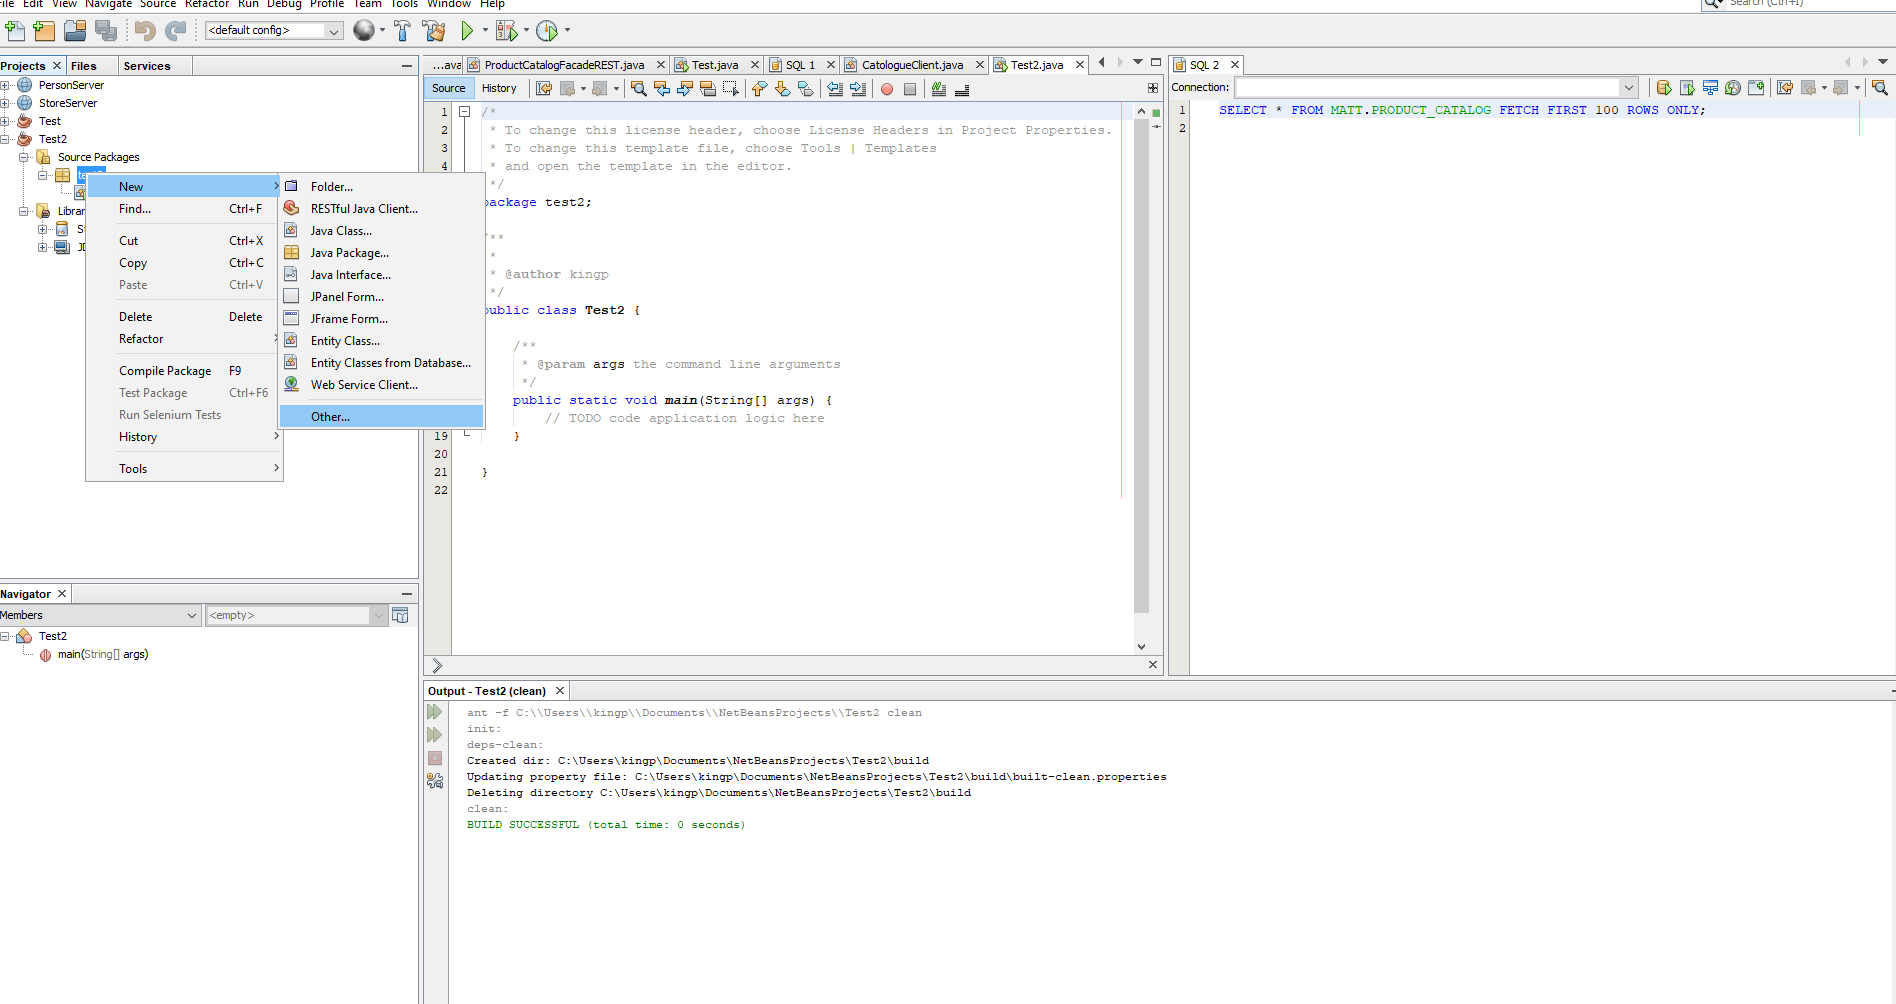 File Edit View Navigate Source Refactor Run Debug Profile Team Tools Window Help
Search (Ctrl+I)
<default config>
Projects Files Services
PersonServer
StoreServer
Test
Test2
Source Packages
New
Find... Ctrl+F
Cut Ctrl+X
Copy Ctrl+C
Paste Ctrl+V
Delete Delete
Refactor
Compile Package F9
Test Package Ctrl+F6
Run Selenium Tests
History
Tools
Folder...
RESTful Java Client...
Java Class...
Java Package...
Java Interface...
JPanel Form...
JFrame Form...
Entity Class...
Entity Classes from Database...
Web Service Client...
Other...
...ava ProductCatalogFacadeREST.java Test.java SQL 1 CatologueClient.java Test2.java
Source History
1 /*
2 * To change this license header, choose License Headers in Project Properties.
3 * To change this template file, choose Tools | Templates
4 * and open the template in the editor.
*/
package test2;
/**
*
* @author kingp
*/
public class Test2 {
/**
* @param args the command line arguments
*/
public static void main(String[] args) {
// TODO code application logic here
19 }
20
21 }
22
SQL 2
Connection:
1 SELECT * FROM MATT.PRODUCT_CATALOG FETCH FIRST 100 ROWS ONLY;
2
Navigator
Members <empty>
Test2
main(String[] args)
Output - Test2 (clean)
ant -f C:\\Users\\kingp\\Documents\\NetBeansProjects\\Test2 clean
init:
deps-clean:
Created dir: C:\Users\kingp\Documents\NetBeansProjects\Test2\build
Updating property file: C:\Users\kingp\Documents\NetBeansProjects\Test2\build\built-clean.properties
Deleting directory C:\Users\kingp\Documents\NetBeansProjects\Test2\build
clean:
BUILD SUCCESSFUL (total time: 0 seconds)